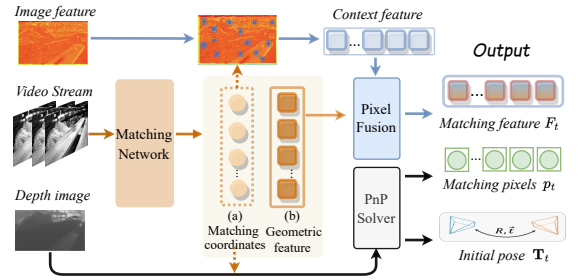 Image feature
Context feature
Output
Video Stream
Matching
Network
Pixel
Fusion
Matching feature F_t
(a)
Matching
coordinates
(b)
Geometric
feature
Depth image
PnP
Solver
Matching pixels p_t
R, t⃗
Initial pose T_t